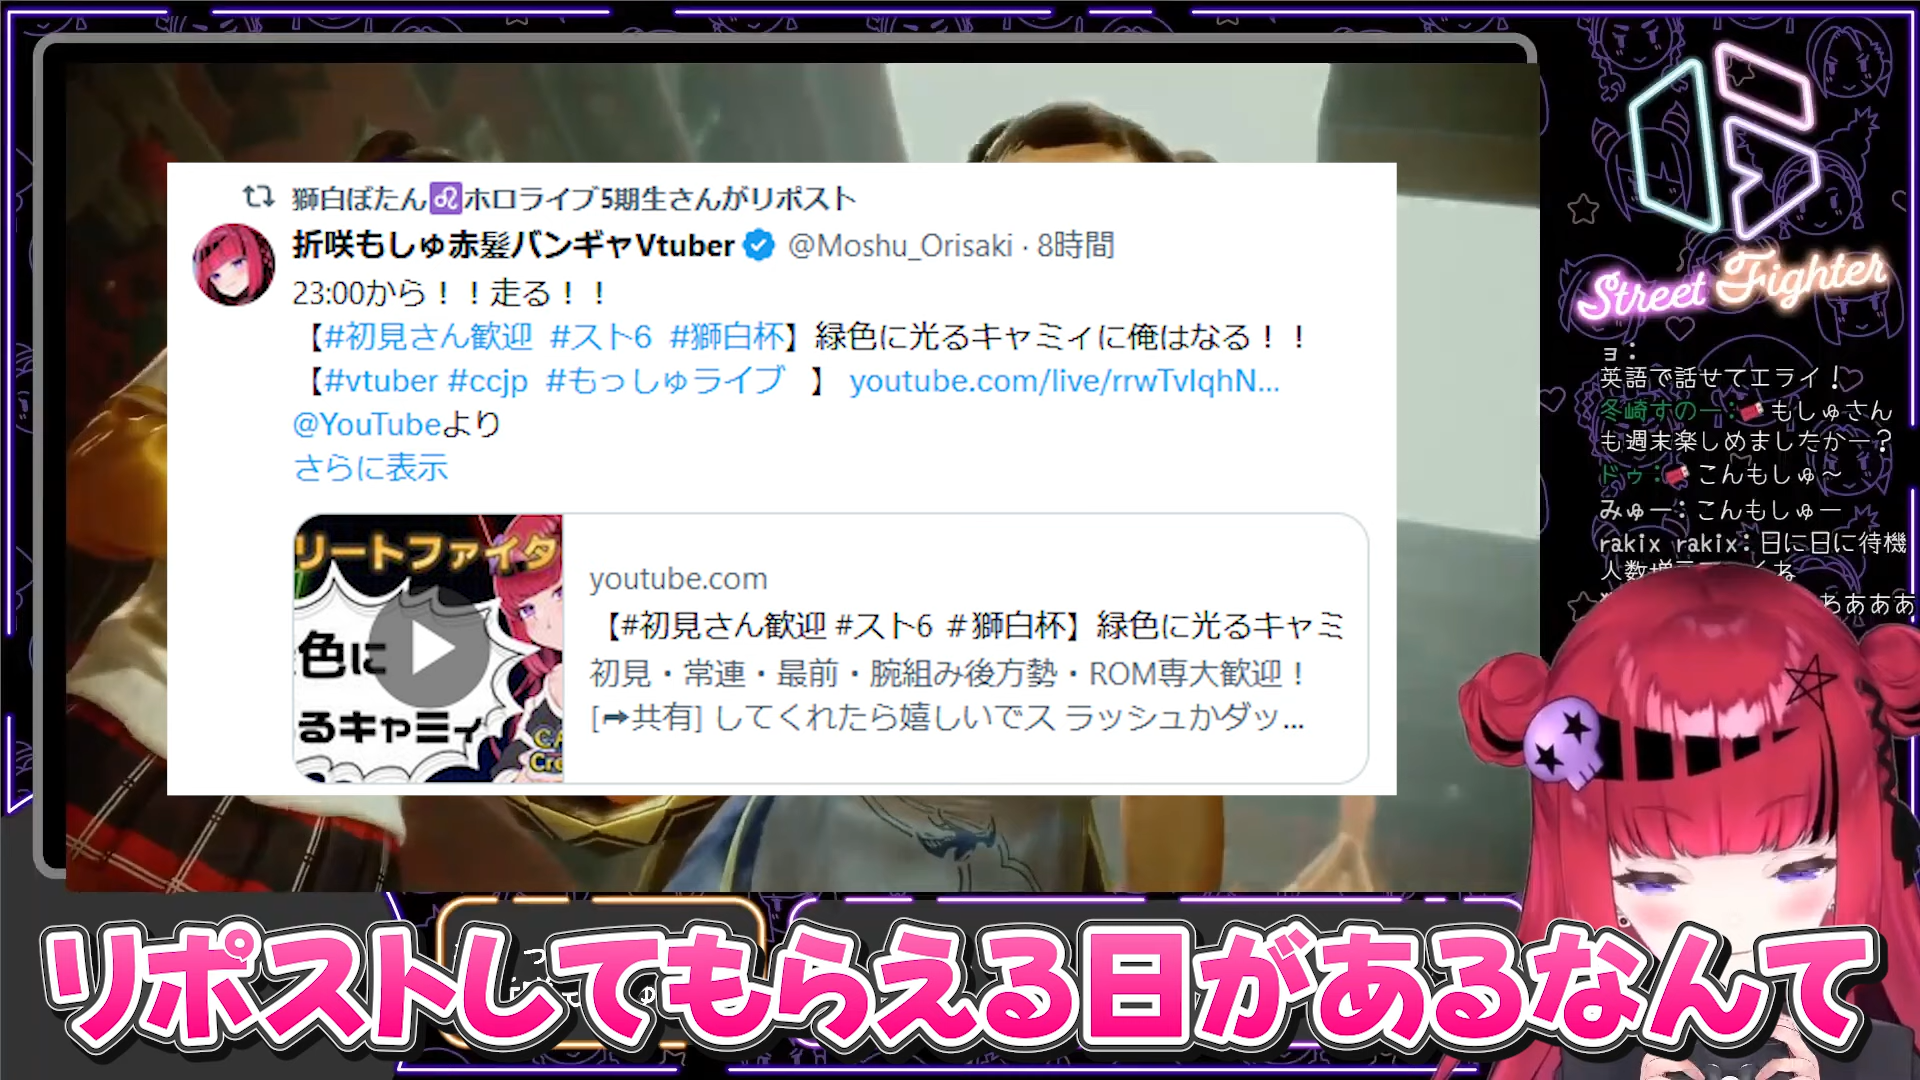 獅白ぼたん♌ホロライブ5期生さんがリポスト
折咲もしゅ赤髪バンギャVtuber @Moshu_Orisaki · 8時間
23:00から！！走る！！
【#初見さん歓迎 #スト6 #獅白杯】緑色に光るキャミィに俺はなる！！
【#vtuber #ccjp #もっしゅライブ 】 youtube.com/live/rrwTvIqhN...
@YouTubeより
さらに表示
リートファイタ
色に
るキャミィ
youtube.com
【#初見さん歓迎 #スト6 ＃獅白杯】緑色に光るキャミ
初見・常連・最前・腕組み後方勢・ROM専大歓迎！
[➡共有] してくれたら嬉しいでス ラッシュかダッ...
Street Fighter
ョ：
英語で話せてエライ！
冬崎すのー： もしゅさん
も週末楽しめましたかー？
ドゥ： こんもしゅ～
みゅー： こんもしゅー
rakix rakix：日に日に待機
人数増
ちあああ
リポストしてもらえる日があるなんて